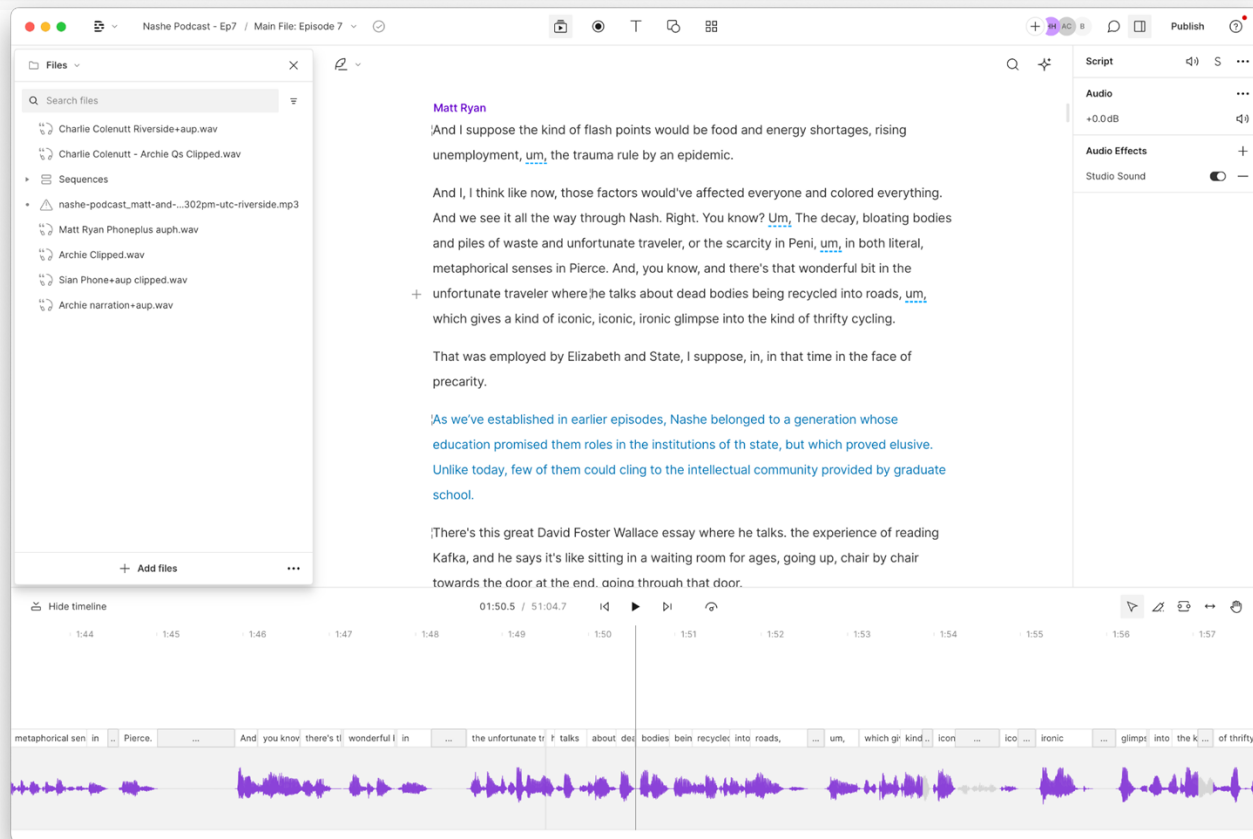 Nashe Podcast - Ep7 / Main File: Episode 7
+ AC B
Publish
Files
Search files
Charlie Colenutt Riverside+aup.wav
Charlie Colenutt - Archie Qs Clipped.wav
Sequences
nashe-podcast_matt-and-...302pm-utc-riverside.mp3
Matt Ryan Phoneplus auph.wav
Archie Clipped.wav
Sian Phone+aup clipped.wav
Archie narration+aup.wav
+ Add files
Matt Ryan
And I suppose the kind of flash points would be food and energy shortages, rising
unemployment, um, the trauma rule by an epidemic.
And I, I think like now, those factors would've affected everyone and colored everything.
And we see it all the way through Nash. Right. You know? Um, The decay, bloating bodies
and piles of waste and unfortunate traveler, or the scarcity in Peni, um, in both literal,
metaphorical senses in Pierce. And, you know, and there's that wonderful bit in the
unfortunate traveler where he talks about dead bodies being recycled into roads, um,
which gives a kind of iconic, iconic, ironic glimpse into the kind of thrifty cycling.
That was employed by Elizabeth and State, I suppose, in, in that time in the face of
precarity.
As we've established in earlier episodes, Nashe belonged to a generation whose
education promised them roles in the institutions of th state, but which proved elusive.
Unlike today, few of them could cling to the intellectual community provided by graduate
school.
There's this great David Foster Wallace essay where he talks. the experience of reading
Kafka, and he says it's like sitting in a waiting room for ages, going up, chair by chair
towards the door at the end, going through that door.
Script S
Audio
+0.0dB
Audio Effects +
Studio Sound
Hide timeline
01:50.5 / 51:04.7
1:44 1:45 1:46 1:47 1:48 1:49 1:50 1:51 1:52 1:53 1:54 1:55 1:56 1:57
metaphorical sen in .. Pierce. ... And you know there's tl wonderful in ... the unfortunate tr h talks about dea bodies bein recycled into roads, ... um, which gi kind .. icon ... ico ... ironic ... glimps into the k ... of thrifty